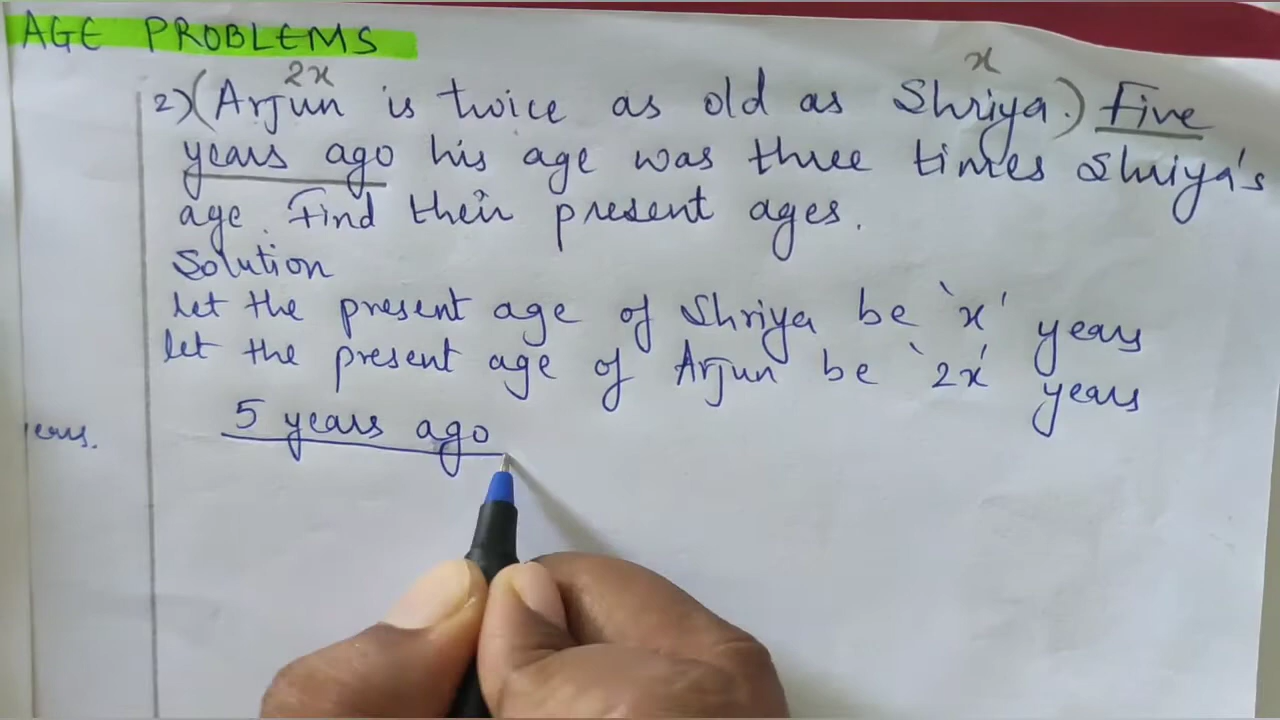 AGE PROBLEMS
2x
x
2) (Arjun is twice as old as Shriya.) Five
years ago his age was three times Shriya's
age. Find their present ages.
Solution
let the present age of Shriya be 'x' years
let the present age of Arjun be '2x' years
5 years ago